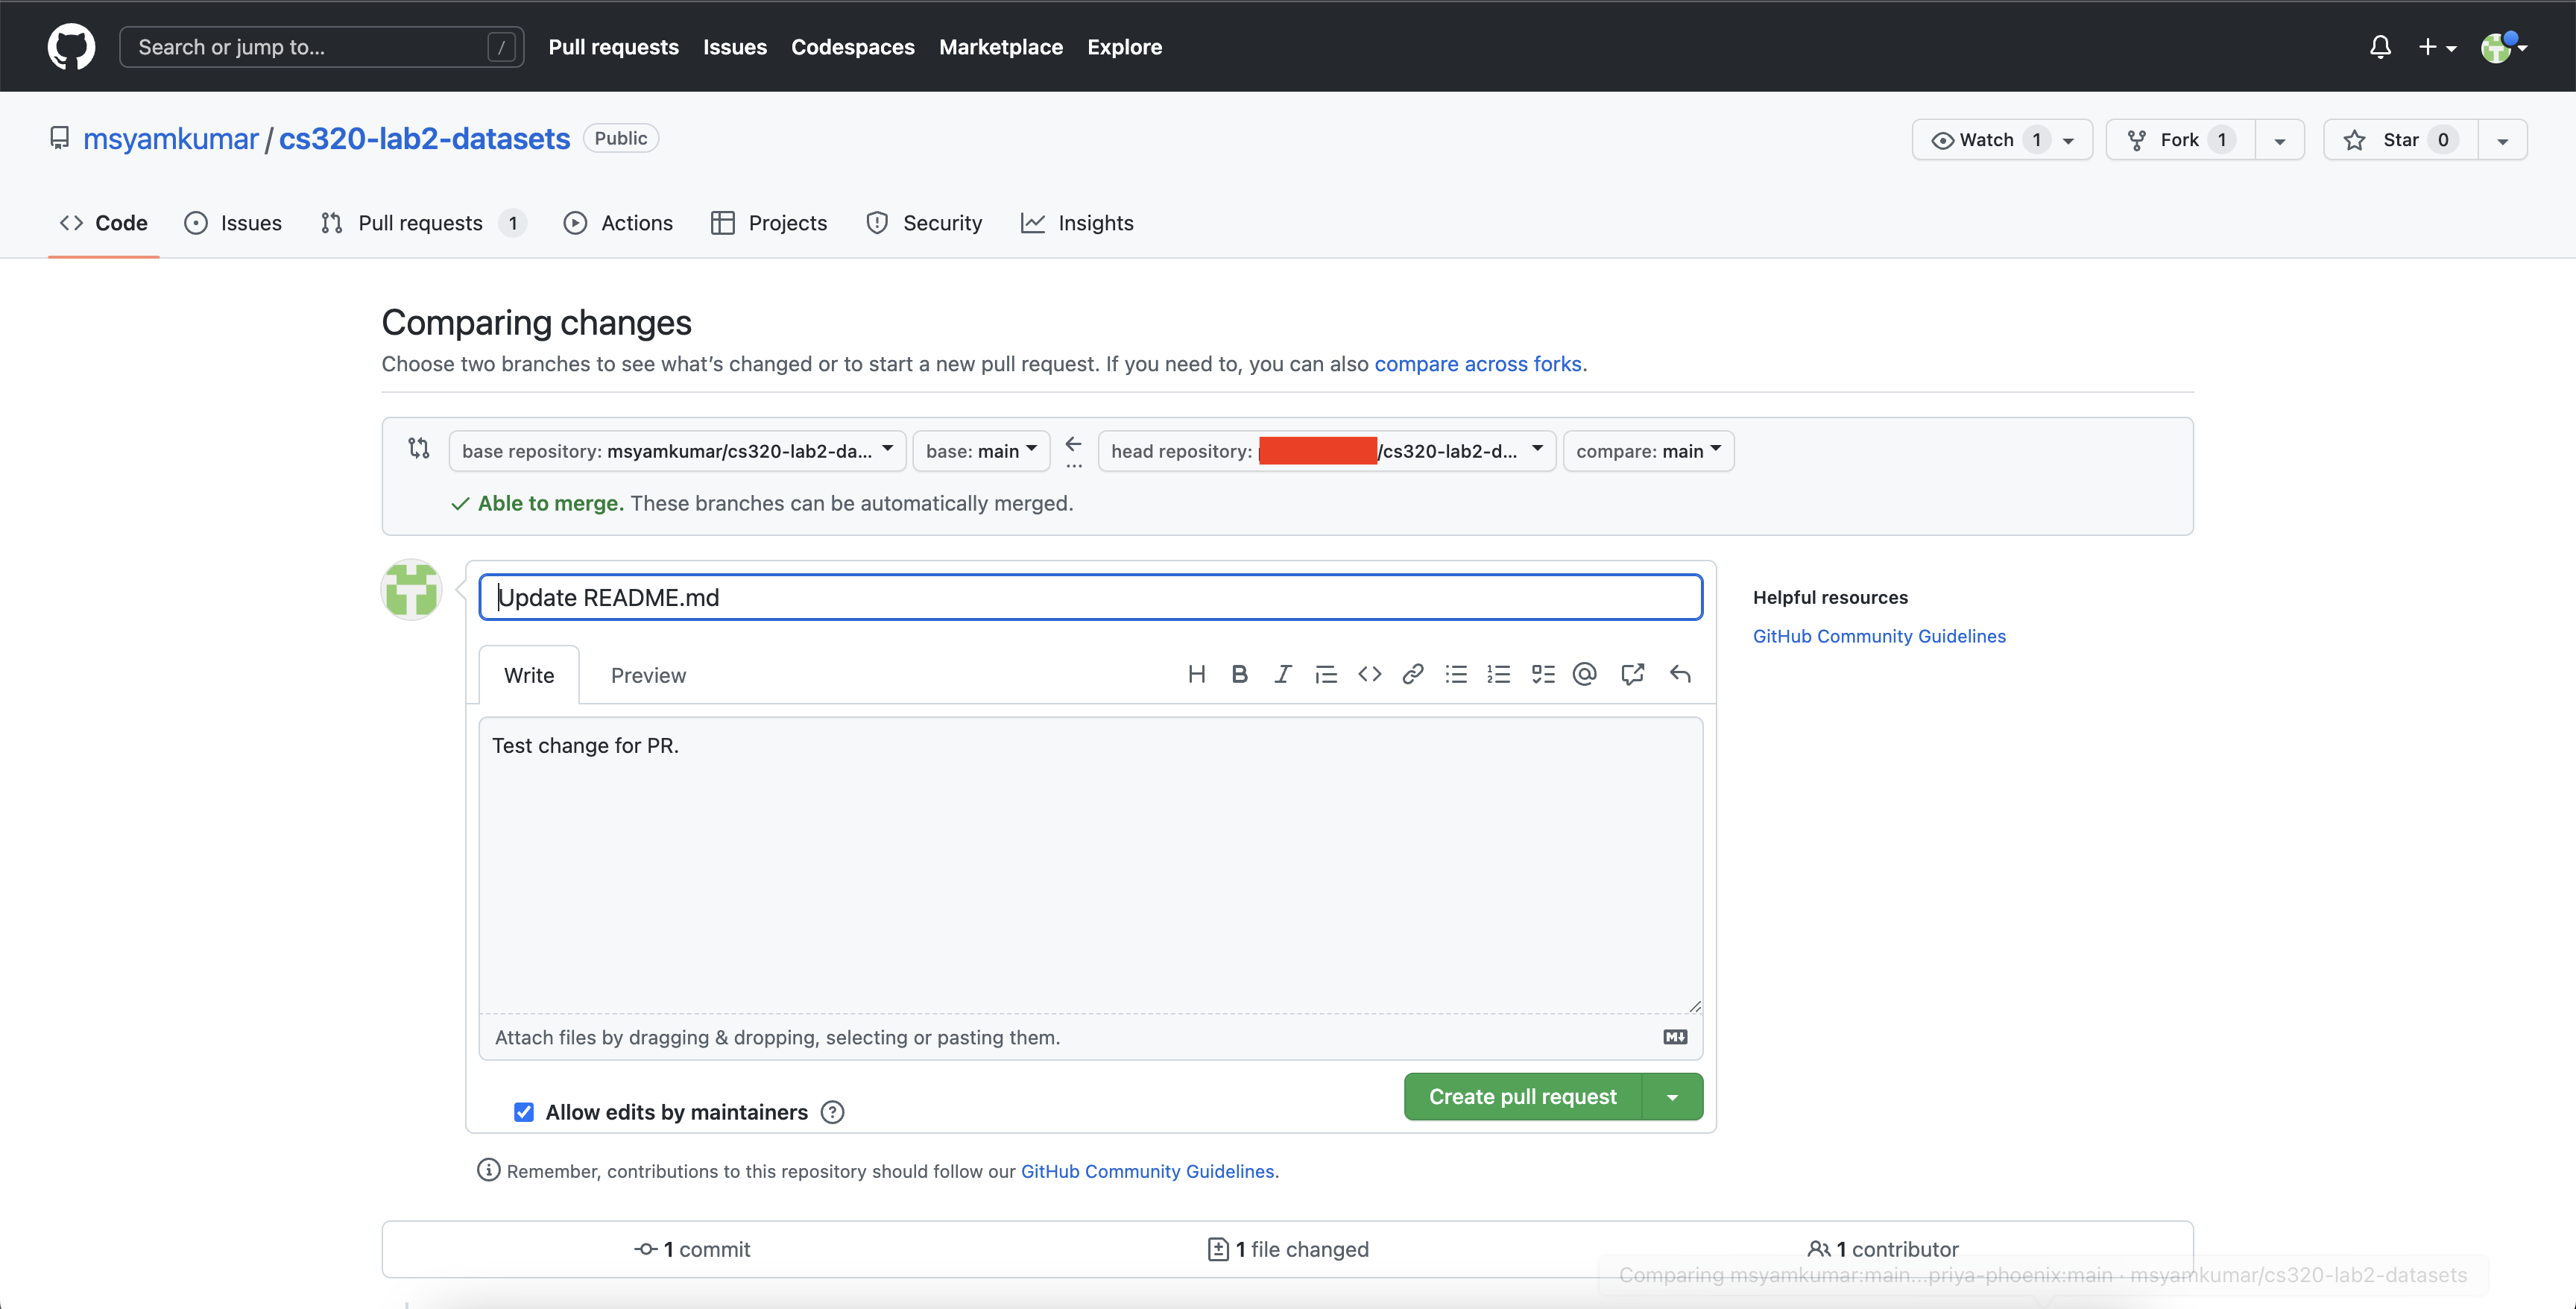 Search or jump to... / Pull requests Issues Codespaces Marketplace Explore
msyamkumar / cs320-lab2-datasets Public Watch 1 Fork 1 Star 0
Code Issues Pull requests 1 Actions Projects Security Insights
Comparing changes
Choose two branches to see what's changed or to start a new pull request. If you need to, you can also compare across forks.
base repository: msyamkumar/cs320-lab2-da... base: main head repository: /cs320-lab2-d... compare: main
Able to merge. These branches can be automatically merged.
Update README.md
Helpful resources
GitHub Community Guidelines
Write Preview
Test change for PR.
Attach files by dragging & dropping, selecting or pasting them.
Allow edits by maintainers Create pull request
Remember, contributions to this repository should follow our GitHub Community Guidelines.
1 commit 1 file changed 1 contributor
Comparing msyamkumar:main...priya-phoenix:main · msyamkumar/cs320-lab2-datasets